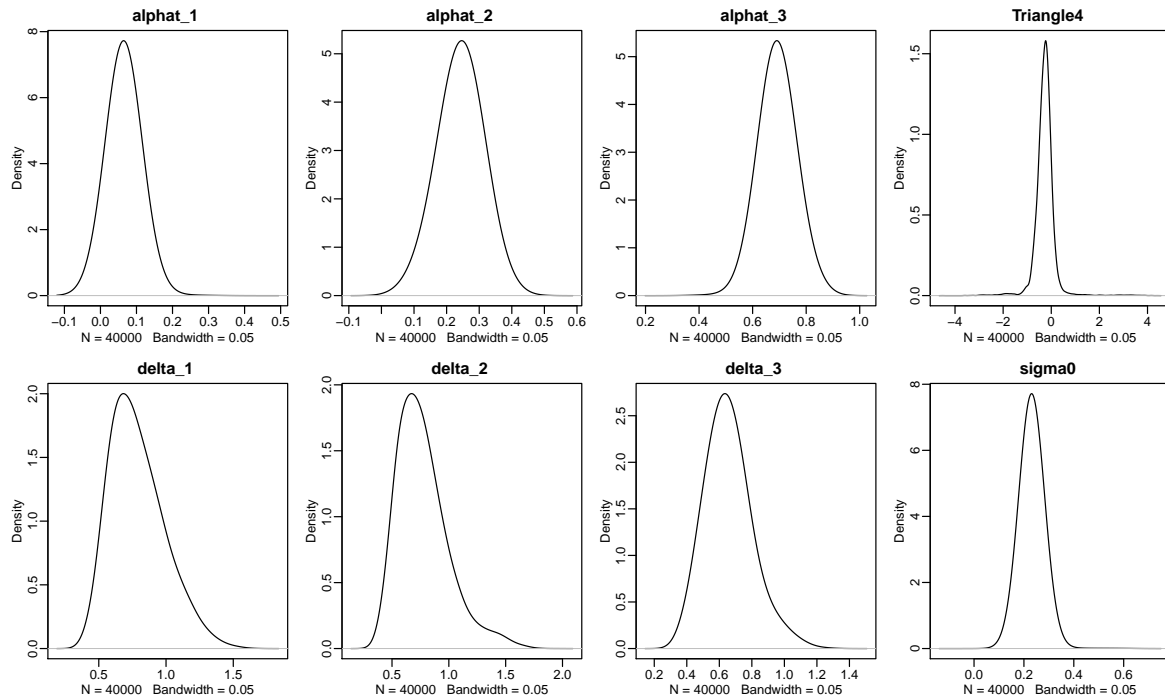 alphat_1
alphat_2
alphat_3
Triangle4
Density
0 2 4 6 8
−0.1 0.0 0.1 0.2 0.3 0.4 0.5
N = 40000 Bandwidth = 0.05
Density
0 1 2 3 4 5
−0.1 0.1 0.2 0.3 0.4 0.5 0.6
N = 40000 Bandwidth = 0.05
Density
0 1 2 3 4 5
0.2 0.4 0.6 0.8 1.0
N = 40000 Bandwidth = 0.05
Density
0.0 0.5 1.0 1.5
−4 −2 0 2 4
N = 40000 Bandwidth = 0.05
delta_1
delta_2
delta_3
sigma0
Density
0.0 0.5 1.0 1.5 2.0
0.5 1.0 1.5
N = 40000 Bandwidth = 0.05
Density
0.0 0.5 1.0 1.5 2.0
0.5 1.0 1.5 2.0
N = 40000 Bandwidth = 0.05
Density
0.0 0.5 1.0 1.5 2.0 2.5
0.2 0.4 0.6 0.8 1.0 1.2 1.4
N = 40000 Bandwidth = 0.05
Density
0 2 4 6 8
0.0 0.2 0.4 0.6
N = 40000 Bandwidth = 0.05